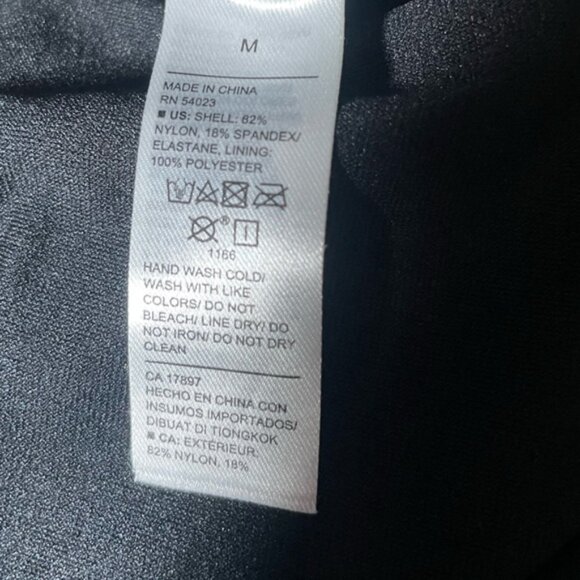 M
MADE IN CHINA
RN 54023
■ US: SHELL: 82%
NYLON, 18% SPANDEX/
ELASTANE, LINING:
100% POLYESTER
®
1166
HAND WASH COLD/
WASH WITH LIKE
COLORS/ DO NOT
BLEACH/ LINE DRY/ DO
NOT IRON/ DO NOT DRY
CLEAN
CA 17897
HECHO EN CHINA CON
INSUMOS IMPORTADOS/
DIBUAT DI TIONGKOK
■ CA: EXTÉRIEUR:
82% NYLON, 18%